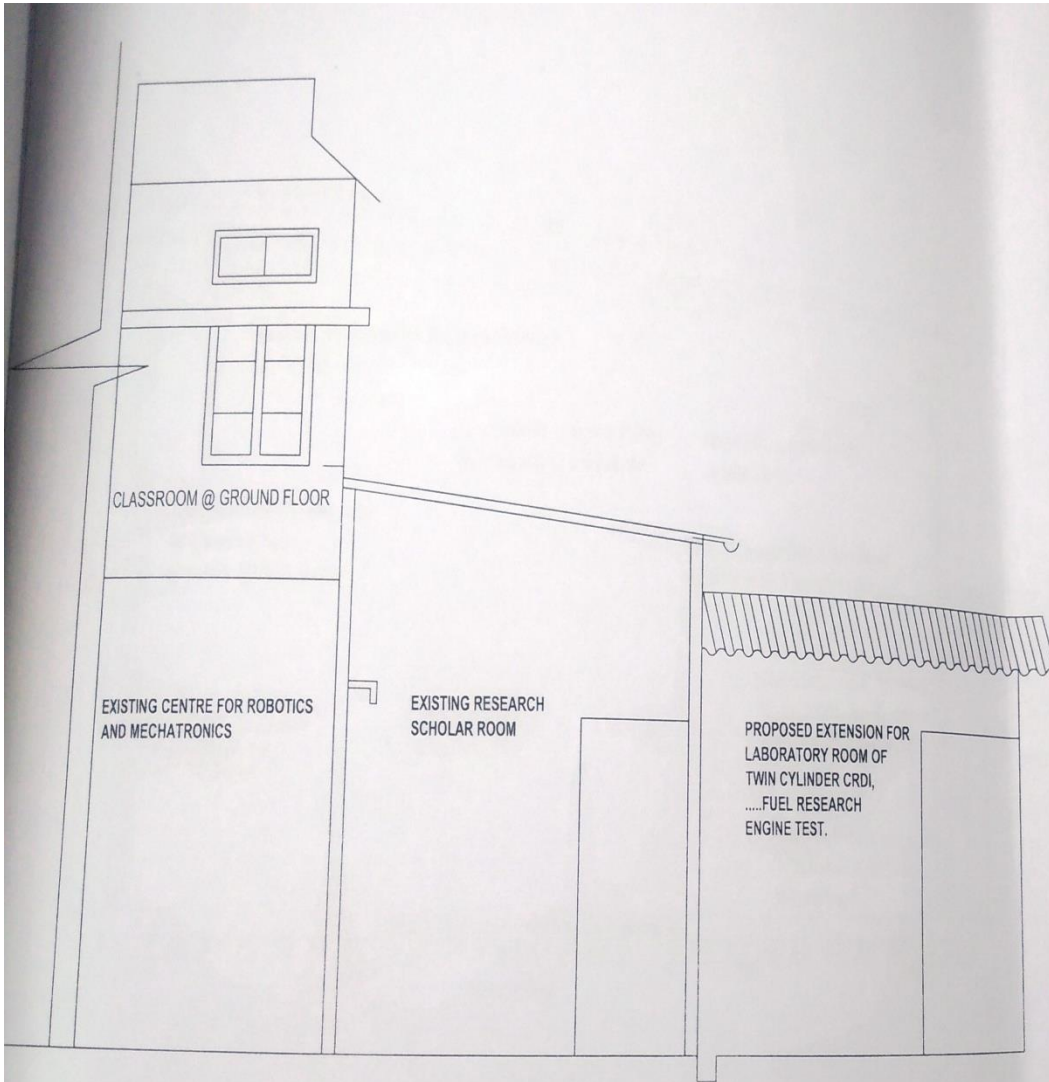 CLASSROOM @ GROUND FLOOR
EXISTING CENTRE FOR ROBOTICS
AND MECHATRONICS
EXISTING RESEARCH
SCHOLAR ROOM
PROPOSED EXTENSION FOR
LABORATORY ROOM OF
TWIN CYLINDER CRDI,
.....FUEL RESEARCH
ENGINE TEST.